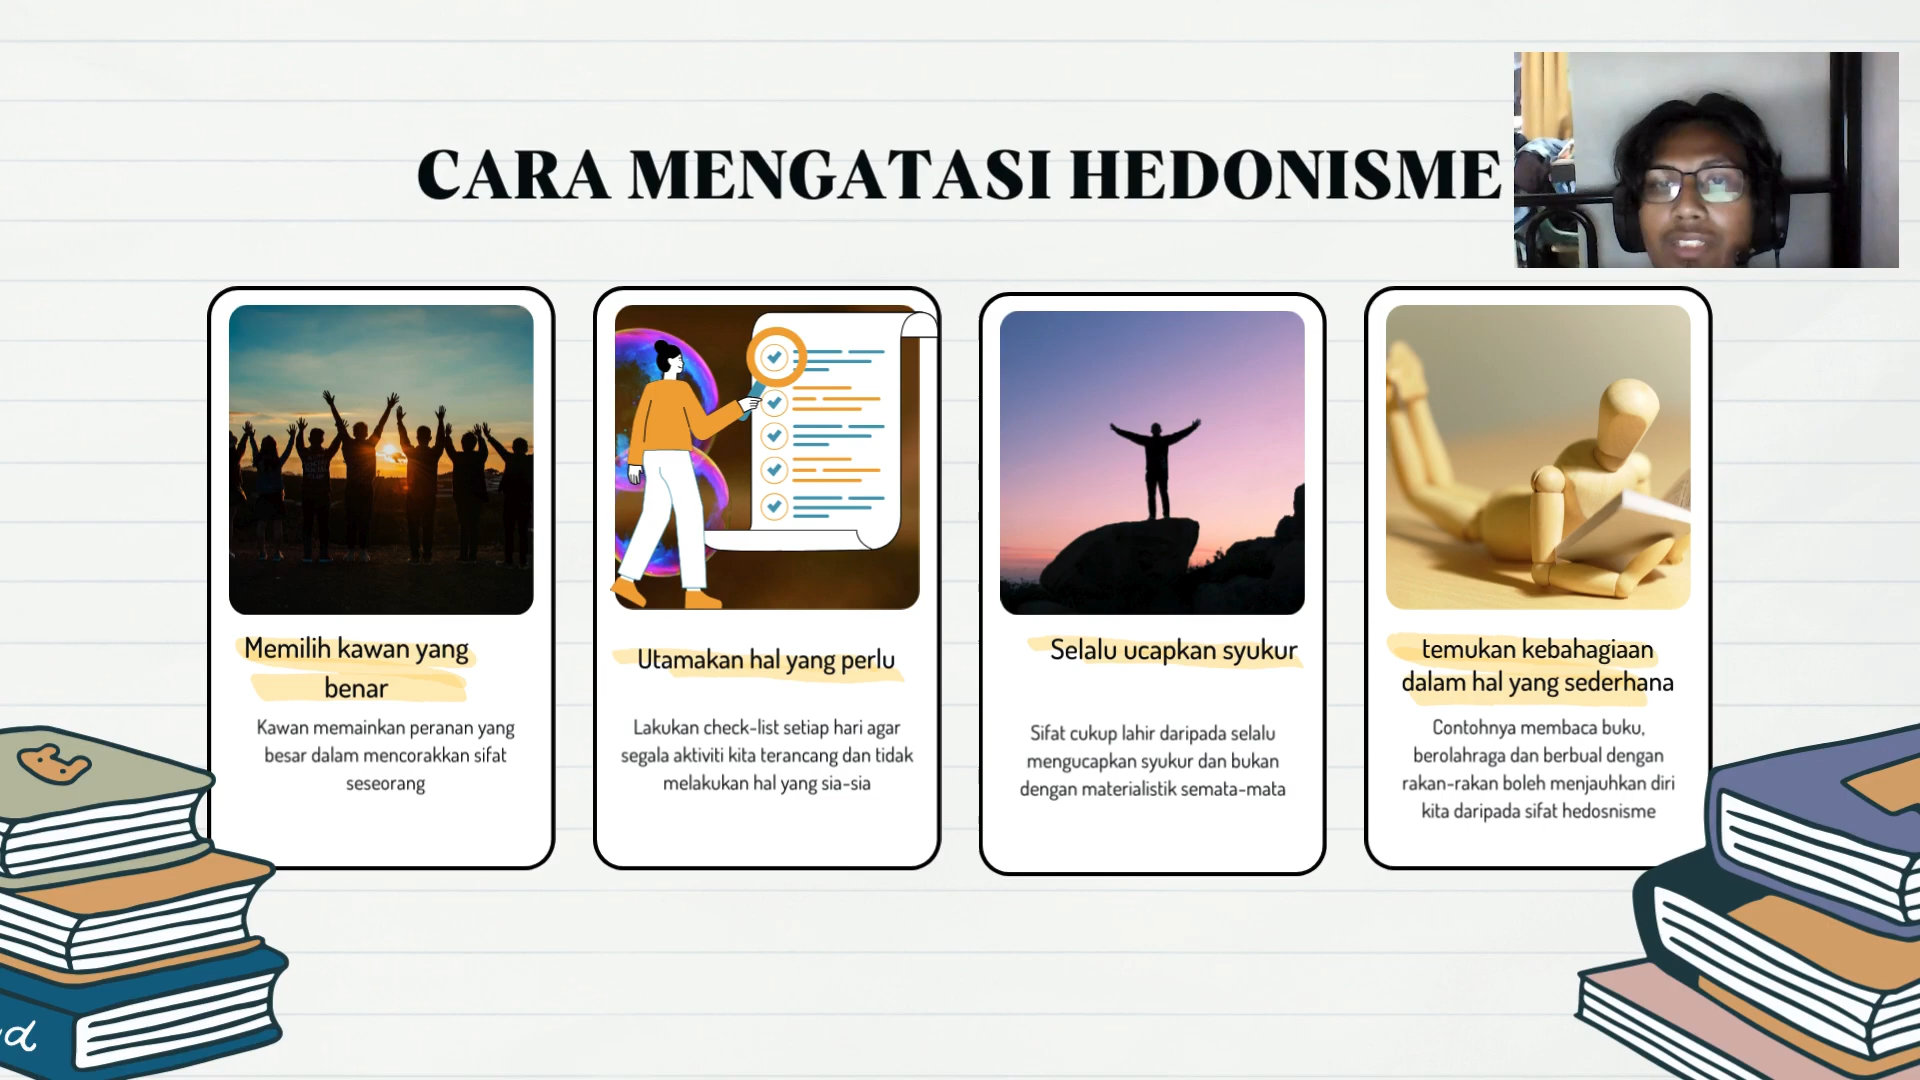 CARA MENGATASI HEDONISME
Memilih kawan yang
benar
Kawan memainkan peranan yang
besar dalam mencorakkan sifat
seseorang
Utamakan hal yang perlu
Lakukan check-list setiap hari agar
segala aktiviti kita terancang dan tidak
melakukan hal yang sia-sia
Selalu ucapkan syukur
Sifat cukup lahir daripada selalu
mengucapkan syukur dan bukan
dengan materialistik semata-mata
temukan kebahagiaan
dalam hal yang sederhana
Contohnya membaca buku,
berolahraga dan berbual dengan
rakan-rakan boleh menjauhkan diri
kita daripada sifat hedosnisme